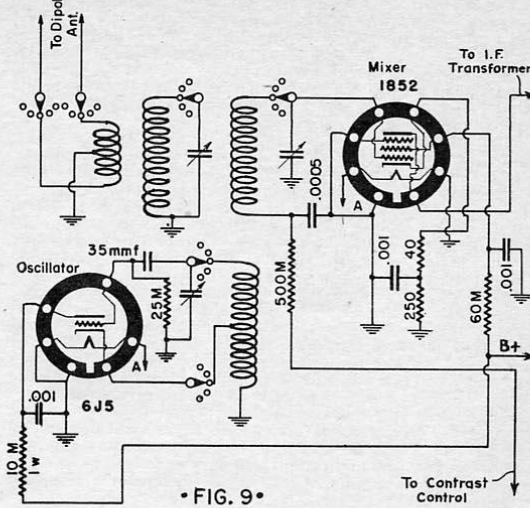 To Dipole
Ant.
Mixer
1852
To I.F.
Transformer
.0005
A
500M
.001
40
250
60M
.001
B+
To Contrast
Control
Oscillator
35mmf
25M
A
6J5
.001
10M
1w
•FIG. 9•